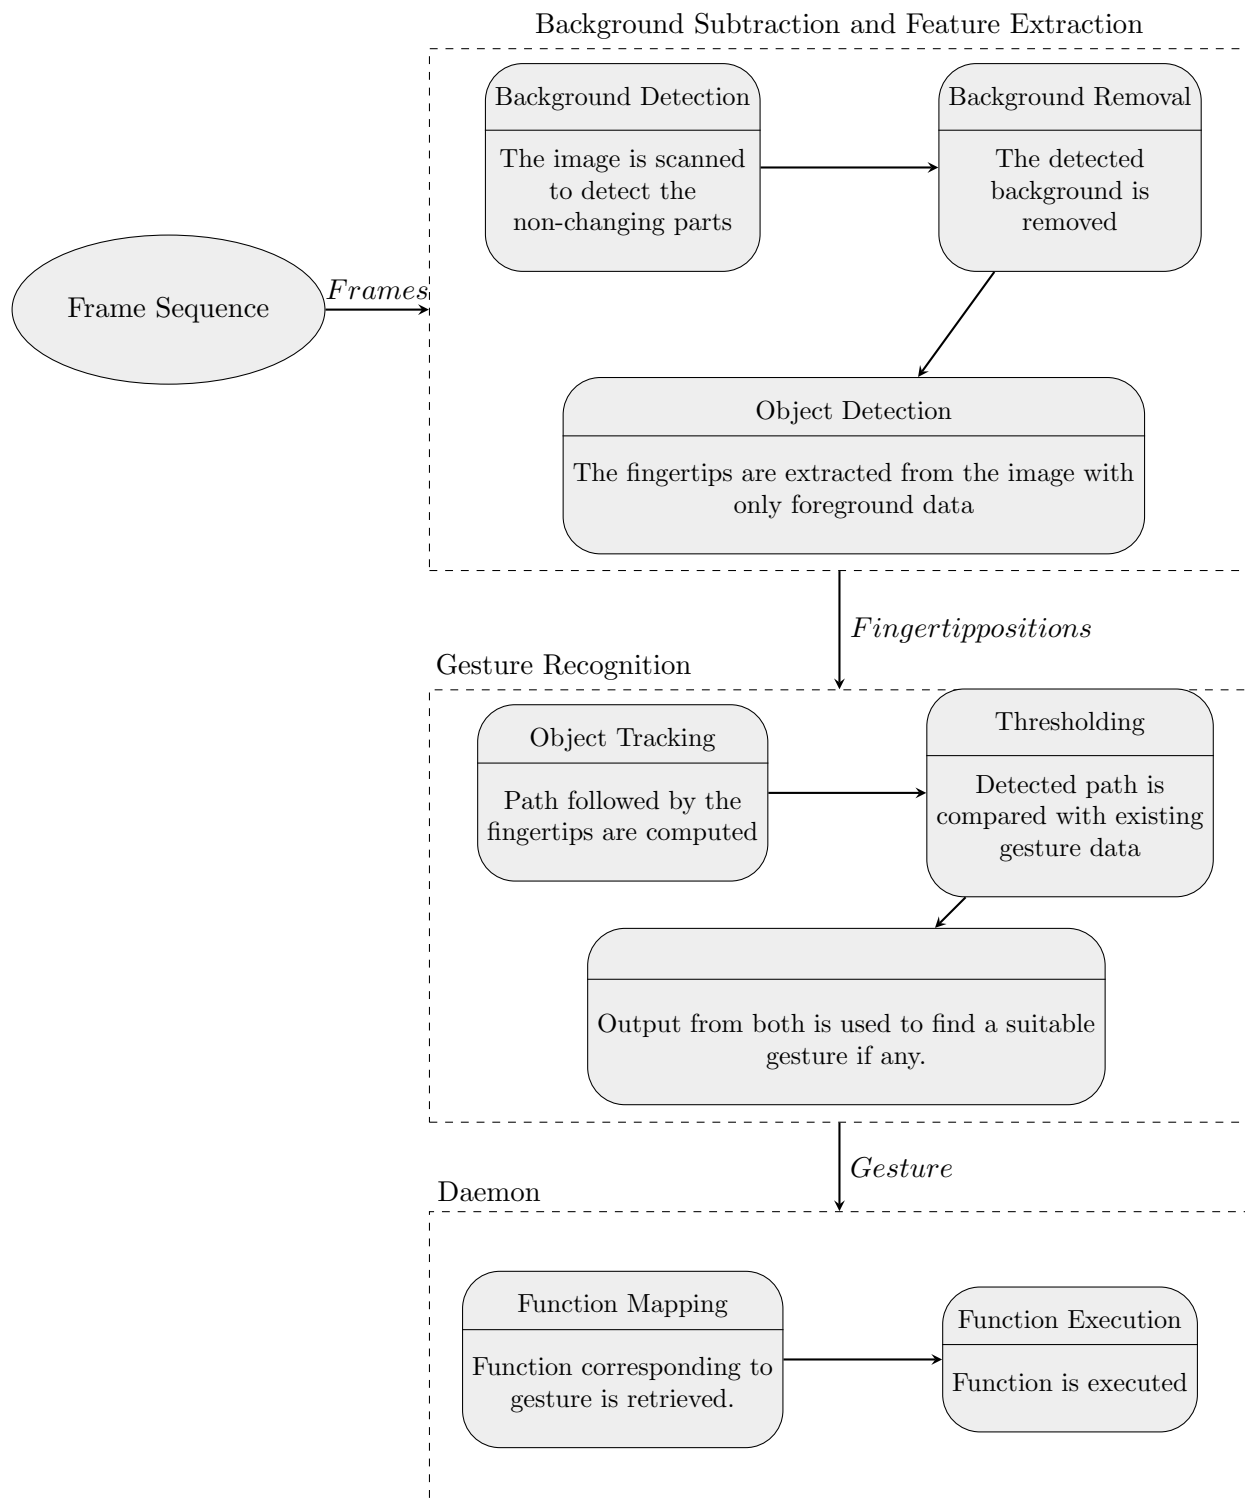 Background Subtraction and Feature Extraction
Background Detection
The image is scanned
to detect the
non-changing parts
Background Removal
The detected
background is
removed
Frame Sequence
Frames
Object Detection
The fingertips are extracted from the image with
only foreground data
Fingertippositions
Gesture Recognition
Object Tracking
Path followed by the
fingertips are computed
Thresholding
Detected path is
compared with existing
gesture data
Output from both is used to find a suitable
gesture if any.
Gesture
Daemon
Function Mapping
Function corresponding to
gesture is retrieved.
Function Execution
Function is executed